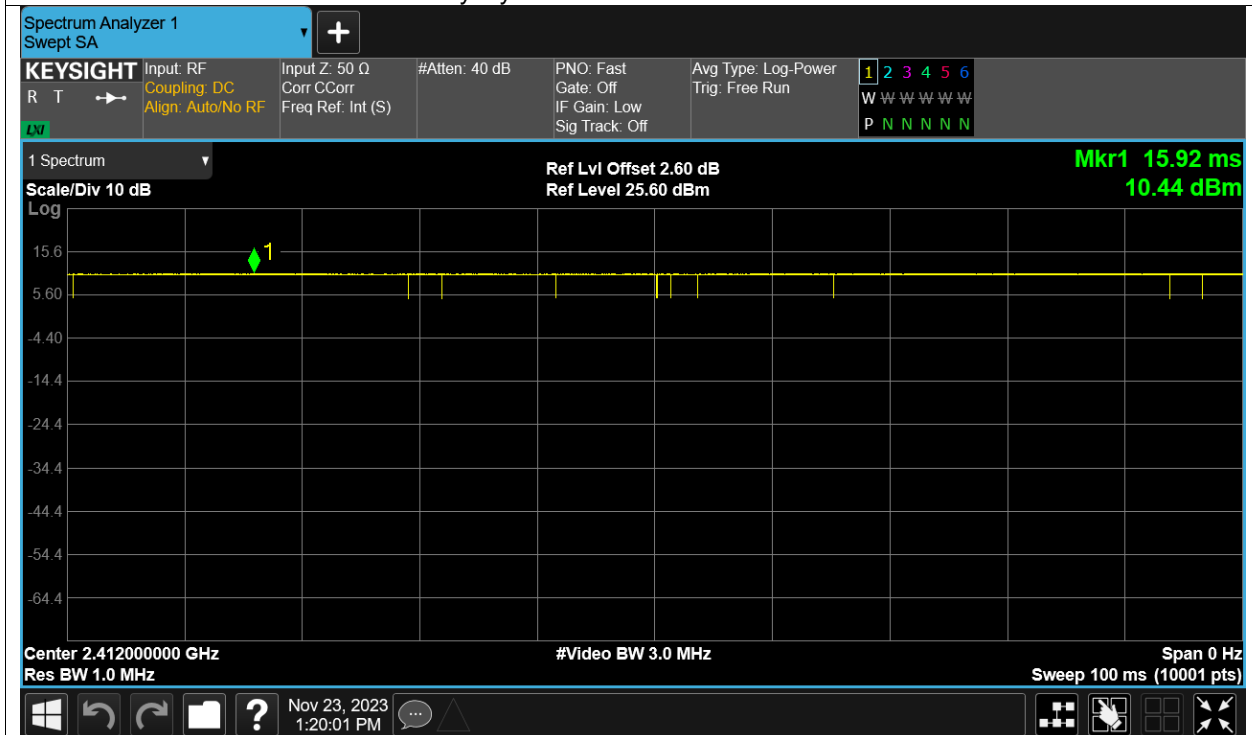 Spectrum Analyzer 1
Swept SA
KEYSIGHT
R T
LXI
Input: RF
Coupling: DC
Align: Auto/No RF
Input Z: 50 Ω
Corr CCorr
Freq Ref: Int (S)
#Atten: 40 dB
PNO: Fast
Gate: Off
IF Gain: Low
Sig Track: Off
Avg Type: Log-Power
Trig: Free Run
1 2 3 4 5 6
W W W W W W
P N N N N N
1 Spectrum
Scale/Div 10 dB
Log
Ref Lvl Offset 2.60 dB
Ref Level 25.60 dBm
Mkr1 15.92 ms
10.44 dBm
1
15.6
5.60
-4.40
-14.4
-24.4
-34.4
-44.4
-54.4
-64.4
Center 2.412000000 GHz
Res BW 1.0 MHz
#Video BW 3.0 MHz
Span 0 Hz
Sweep 100 ms (10001 pts)
?
Nov 23, 2023
1:20:01 PM